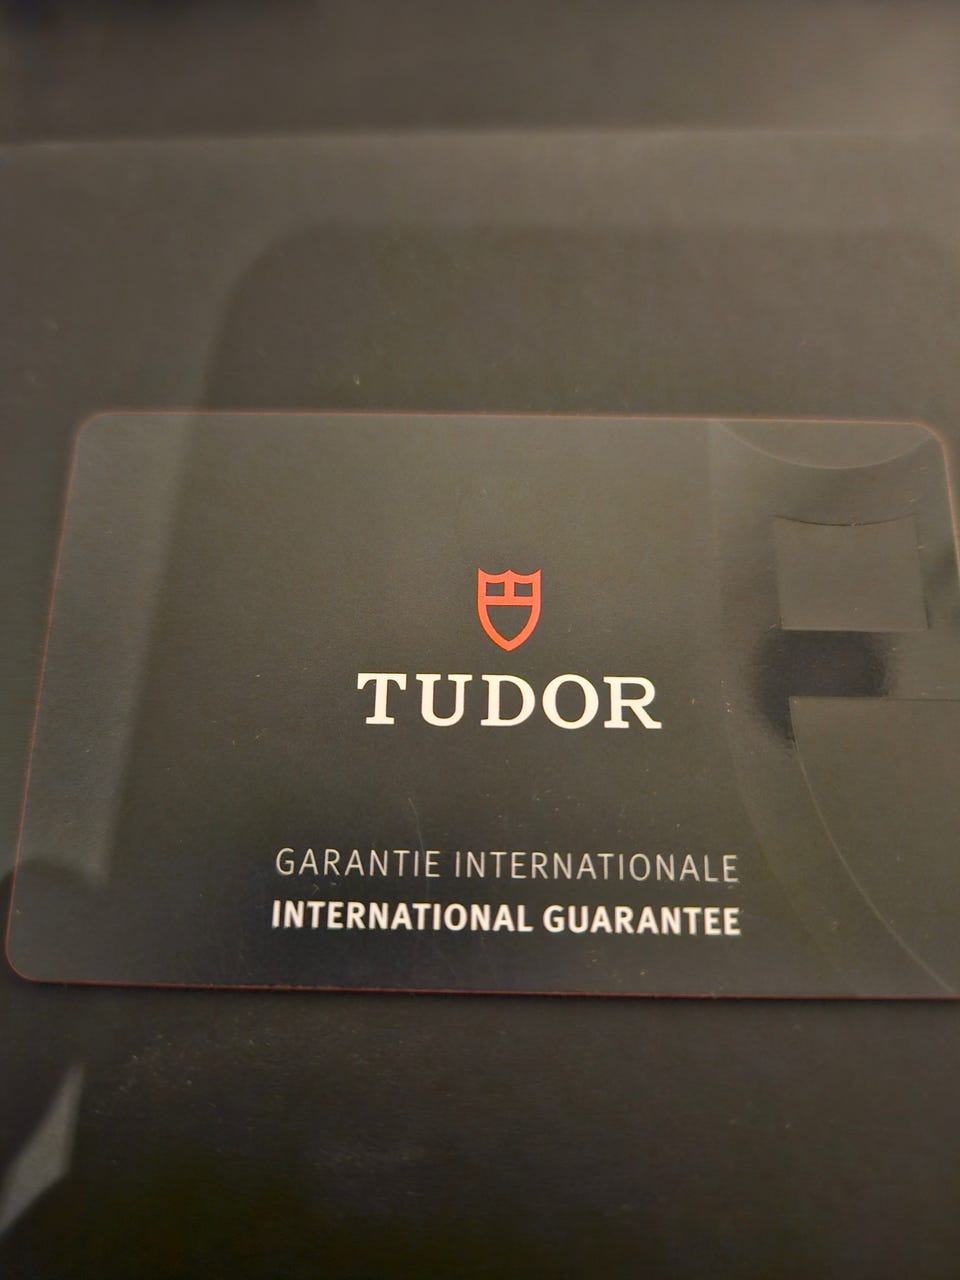 TUDOR
GARANTIE INTERNATIONALE
INTERNATIONAL GUARANTEE